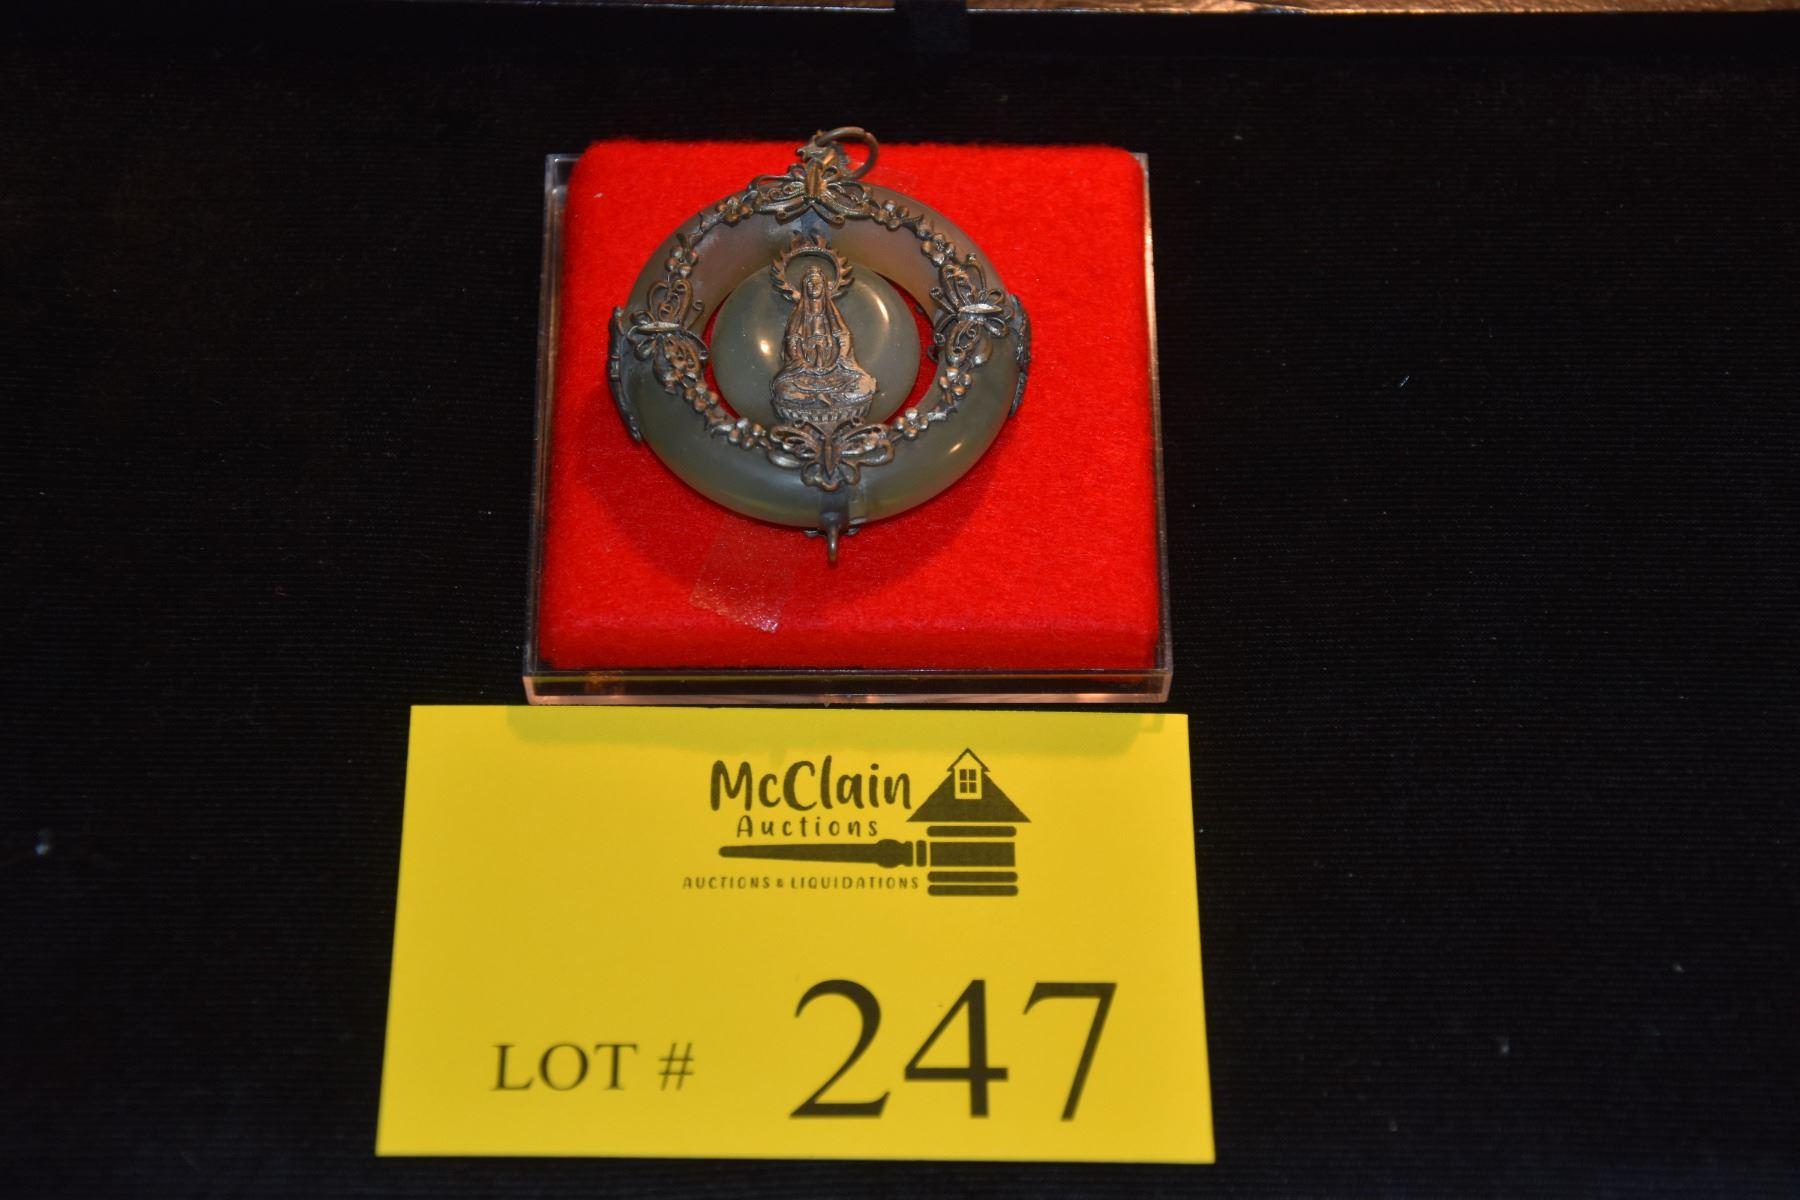 McClain
Auctions
AUCTIONS & LIQUIDATIONS
LOT # 247